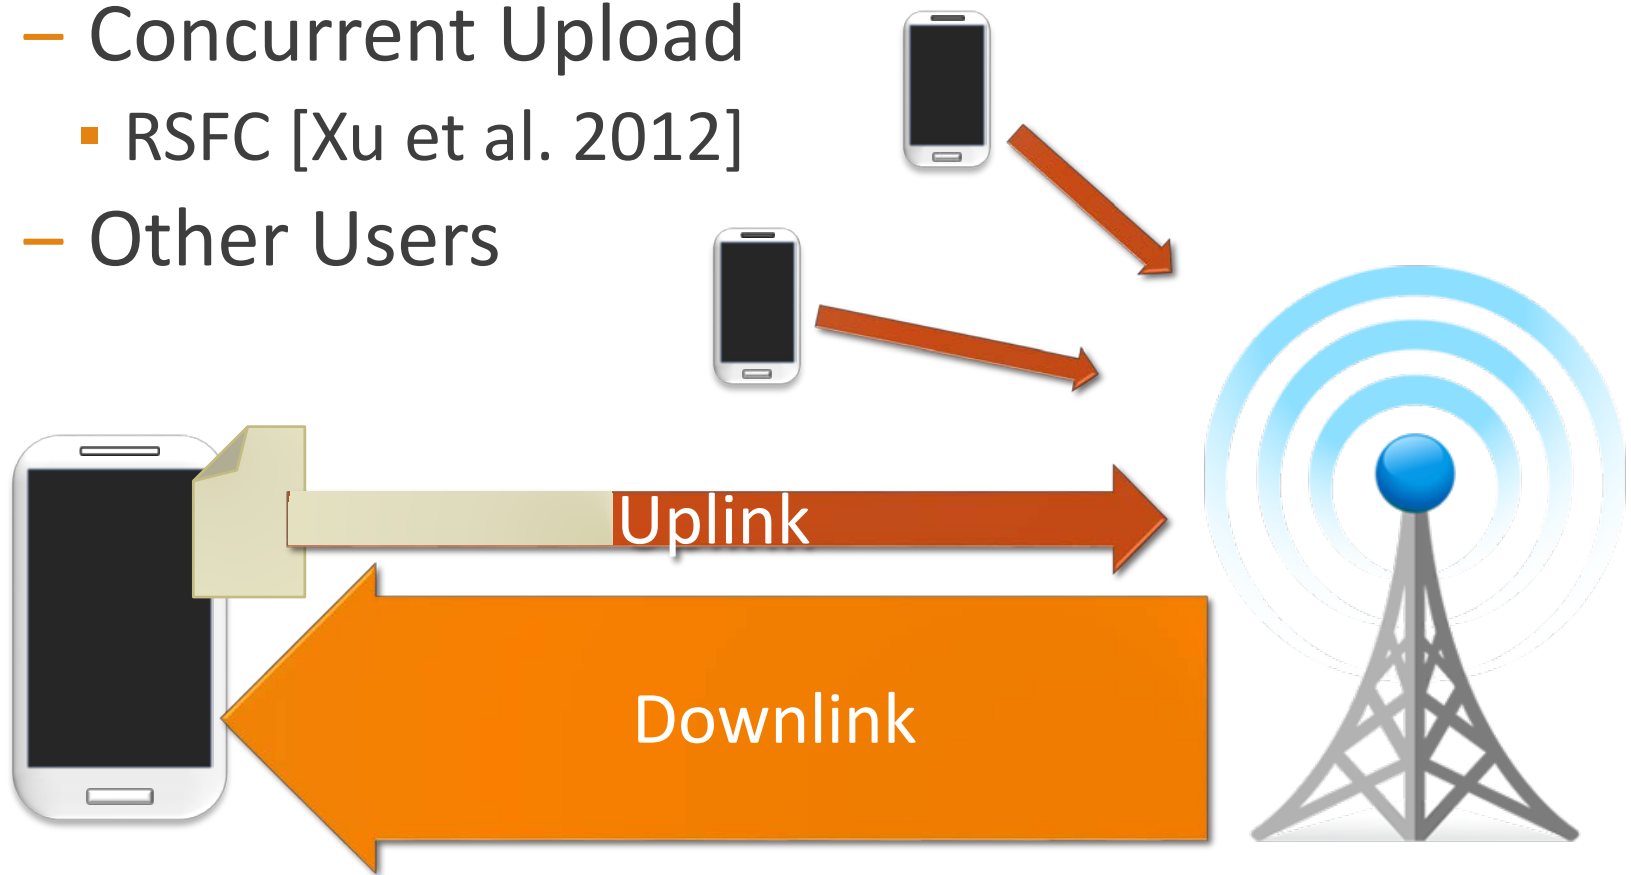 – Concurrent Upload
▪ RSFC [Xu et al. 2012]
– Other Users
Uplink
Downlink